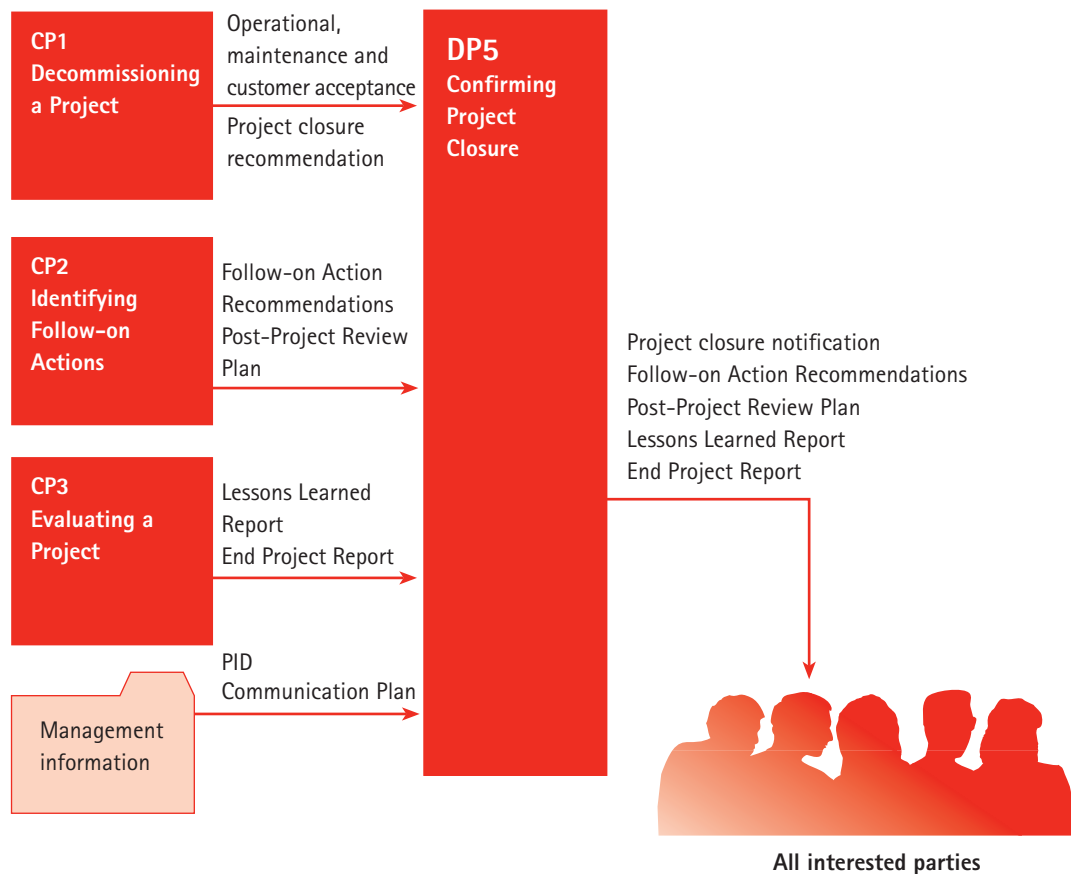 CP1
Decommissioning
a Project
Operational,
maintenance and
customer acceptance
Project closure
recommendation
DP5
Confirming
Project
Closure
CP2
Identifying
Follow-on
Actions
Follow-on Action
Recommendations
Post-Project Review
Plan
CP3
Evaluating a
Project
Lessons Learned
Report
End Project Report
Management
information
PID
Communication Plan
Project closure notification
Follow-on Action Recommendations
Post-Project Review Plan
Lessons Learned Report
End Project Report
All interested parties